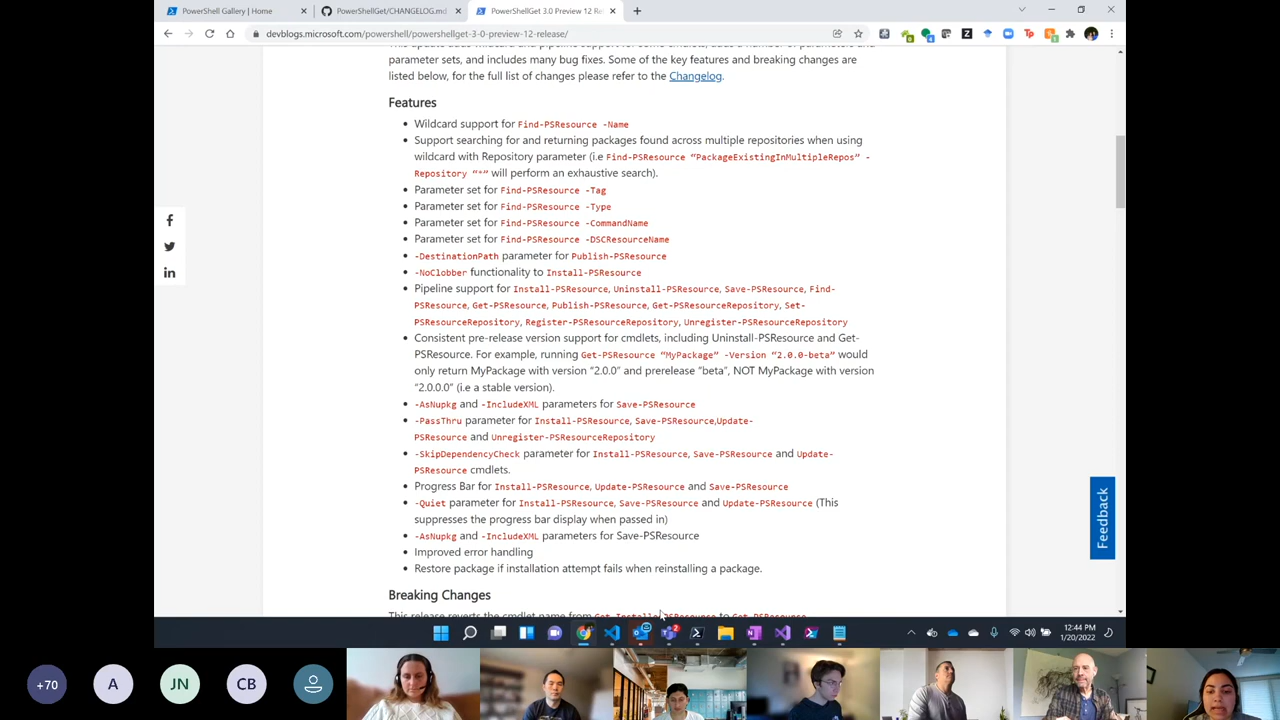 PowerShell Gallery | Home
PowerShellGet/CHANGELOG.md
PowerShellGet 3.0 Preview 12 Re
devblogs.microsoft.com/powershell/powershellget-3-0-preview-12-release/
This update adds wildcard and pipeline support for some cmdlets, adds a number of parameters and
parameter sets, and includes many bug fixes. Some of the key features and breaking changes are
listed below, for the full list of changes please refer to the Changelog.
Features
Wildcard support for Find-PSResource -Name
Support searching for and returning packages found across multiple repositories when using
wildcard with Repository parameter (i.e Find-PSResource “PackageExistingInMultipleRepos” -
Repository “*” will perform an exhaustive search).
Parameter set for Find-PSResource -Tag
Parameter set for Find-PSResource -Type
Parameter set for Find-PSResource -CommandName
Parameter set for Find-PSResource -DSCResourceName
-DestinationPath parameter for Publish-PSResource
-NoClobber functionality to Install-PSResource
Pipeline support for Install-PSResource, Uninstall-PSResource, Save-PSResource, Find-
PSResource, Get-PSResource, Publish-PSResource, Get-PSResourceRepository, Set-
PSResourceRepository, Register-PSResourceRepository, Unregister-PSResourceRepository
Consistent pre-release version support for cmdlets, including Uninstall-PSResource and Get-
PSResource. For example, running Get-PSResource “MyPackage” -Version “2.0.0-beta” would
only return MyPackage with version “2.0.0” and prerelease “beta”, NOT MyPackage with version
“2.0.0.0” (i.e a stable version).
-AsNupkg and -IncludeXML parameters for Save-PSResource
-PassThru parameter for Install-PSResource, Save-PSResource,Update-
PSResource and Unregister-PSResourceRepository
-SkipDependencyCheck parameter for Install-PSResource, Save-PSResource and Update-
PSResource cmdlets.
Progress Bar for Install-PSResource, Update-PSResource and Save-PSResource
-Quiet parameter for Install-PSResource, Save-PSResource and Update-PSResource (This
suppresses the progress bar display when passed in)
-AsNupkg and -IncludeXML parameters for Save-PSResource
Improved error handling
Restore package if installation attempt fails when reinstalling a package.
Breaking Changes
This release reverts the cmdlet name from Get-InstalledPSResource to Get-PSResource
Feedback
12:44 PM
1/20/2022
+70
A
JN
CB